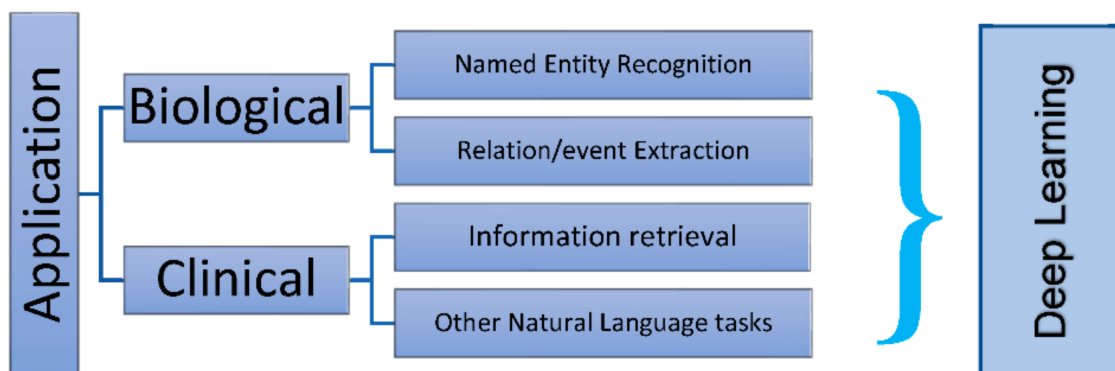 Application
Biological
Named Entity Recognition
Relation/event Extraction
Clinical
Information retrieval
Other Natural Language tasks
Deep Learning